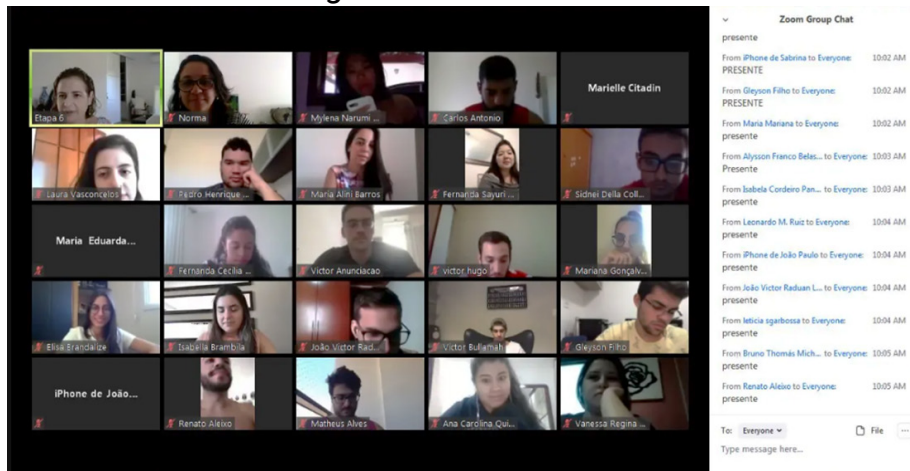 Etapa 6
Norma
Mylena Narumi ...
Carlos Antonio
Marielle Citadin
Laura Vasconcelos
Pedro Henrique ...
Maria Alini Barros
Fernanda Sayuri ...
Sidnei Della Coll...
Maria Eduarda...
Fernanda Cecília ...
Victor Anunciacao
victor,hugo
Mariana Gonçalv...
Elisa Brandalize
Isabella Brambila
João Victor Rad...
Victor Bullamah
Gleyson Filho
iPhone de João...
Renato Aleixo
Matheus Alves
Ana Carolina Qui...
Vanessa Regina ...
Zoom Group Chat
presente
From iPhone de Sabrina to Everyone: 10:02 AM
PRESENTE
From Gleyson Filho to Everyone: 10:02 AM
PRESENTE
From Maria Mariana to Everyone: 10:02 AM
presente
From Alysson Franco Belas... to Everyone: 10:03 AM
Presente
From Isabela Cordeiro Pan... to Everyone: 10:03 AM
presente
From Leonardo M. Ruiz to Everyone: 10:04 AM
presente
From iPhone de João Paulo to Everyone: 10:04 AM
presente
From João Victor Raduan L... to Everyone: 10:04 AM
presente
From leticia sgarbossa to Everyone: 10:04 AM
presente
From Bruno Thomás Mich... to Everyone: 10:05 AM
presente
From Renato Aleixo to Everyone: 10:05 AM
presente
To: Everyone File ...
Type message here...